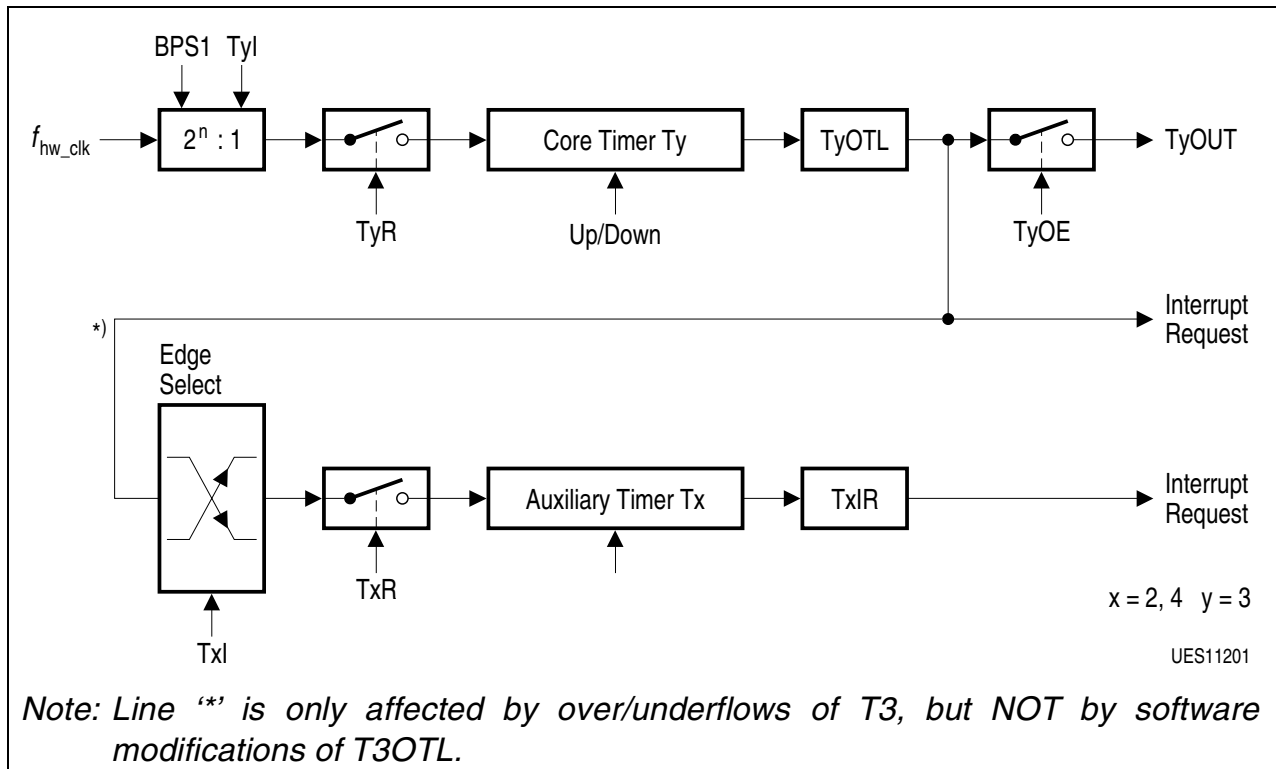 BPS1 TyI
f hw_clk
2ⁿ : 1
Core Timer Ty
TyOTL
TyOUT
TyR
Up/Down
TyOE
*)
Interrupt
Request
Edge
Select
Auxiliary Timer Tx
TxIR
Interrupt
Request
TxR
TxI
x = 2, 4 y = 3
UES11201
Note: Line ‘*’ is only affected by over/underflows of T3, but NOT by software
modifications of T3OTL.